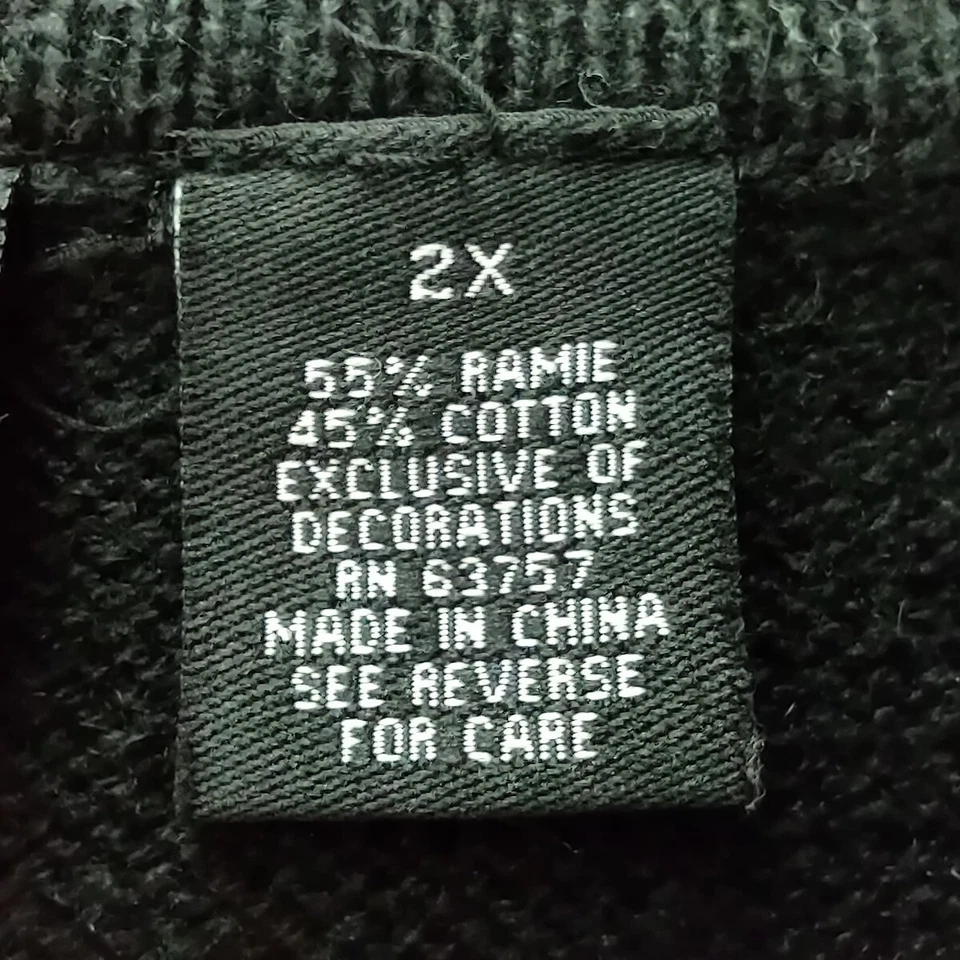 2X
55% RAMIE
45% COTTON
EXCLUSIVE OF
DECORATIONS
RN 63757
MADE IN CHINA
SEE REVERSE
FOR CARE